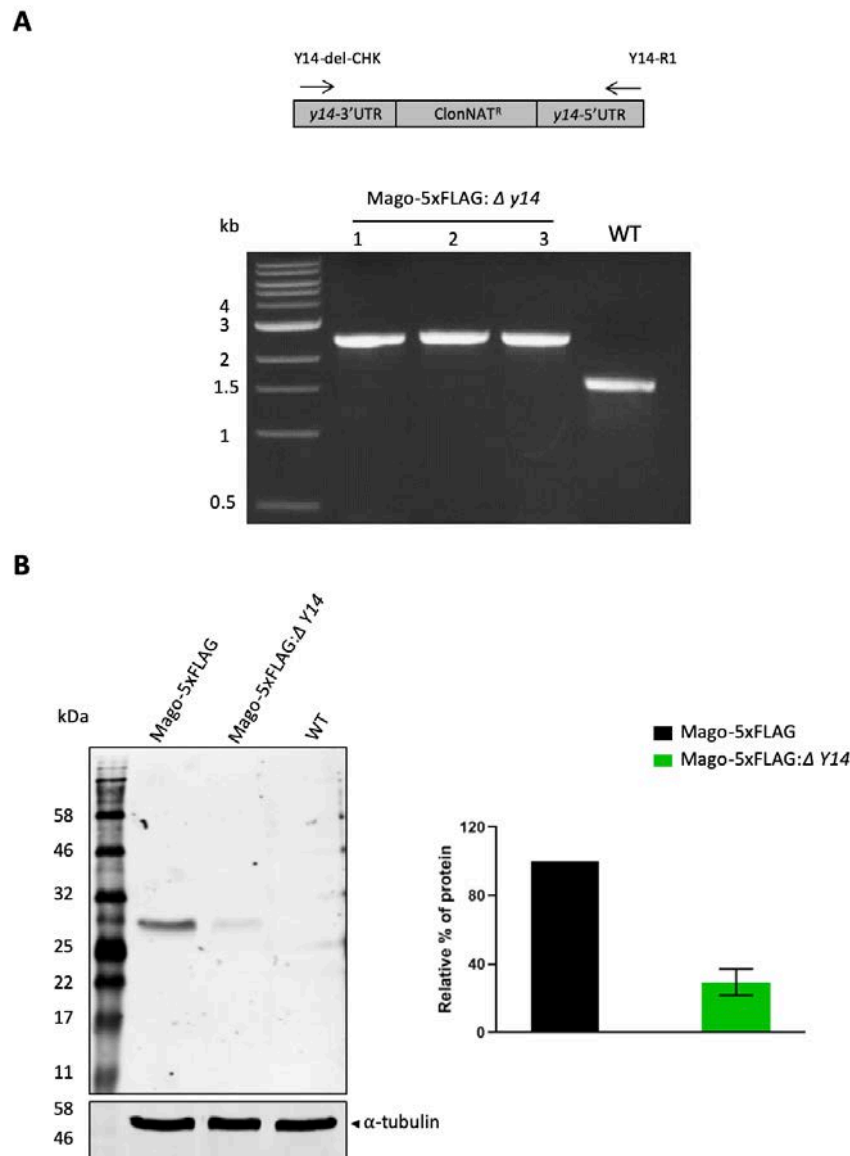 A
Y14-del-CHK
Y14-R1
y14-3'UTR
ClonNATᴿ
y14-5'UTR
Mago-5xFLAG: Δ y14
kb
1
2
3
WT
4
3
2
1.5
1
0.5
B
Mago-5xFLAG
Mago-5xFLAG:Δ Y14
WT
kDa
58
46
32
25
22
17
11
58
46
α-tubulin
Mago-5xFLAG
Mago-5xFLAG:Δ Y14
Relative % of protein
120
80
40
0